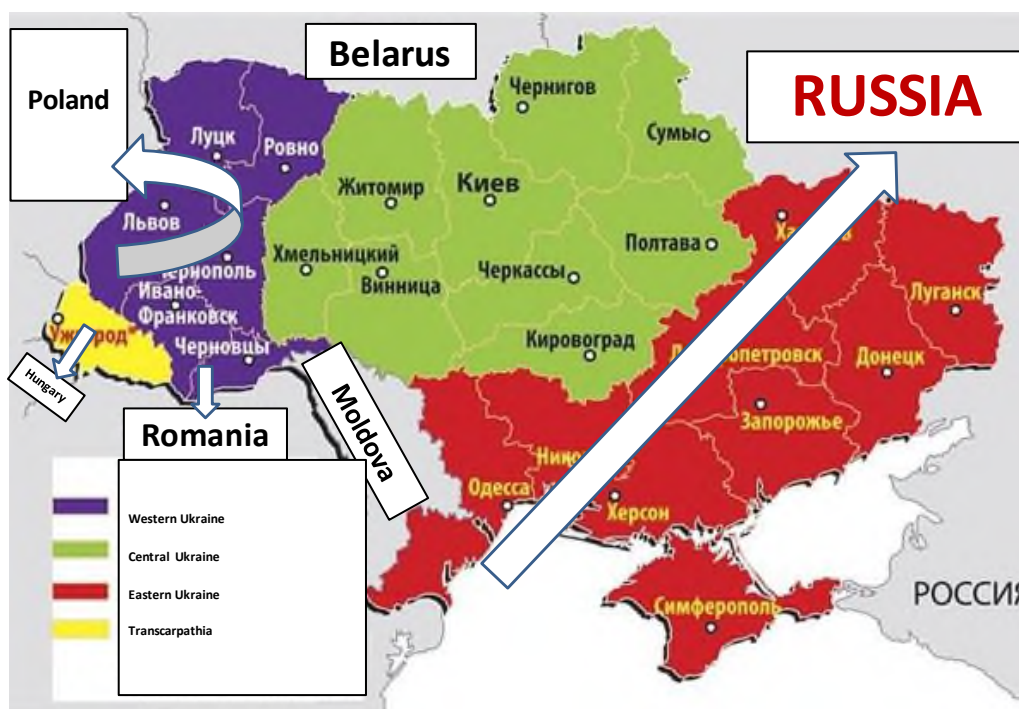 Belarus
Poland
RUSSIA
Чернигов
Сумы
Луцк
Ровно
Житомир
Киев
Львов
Хмельницкий
Полтава
Винница
Черкассы
Луганск
Ивано-
Франковск
Кировоград
Донецк
Черновцы
Запорожье
Hungary
Romania
Moldova
Одесса
Херсон
Western Ukraine
Central Ukraine
РОССИЯ
Eastern Ukraine
Симферополь
Transcarpathia